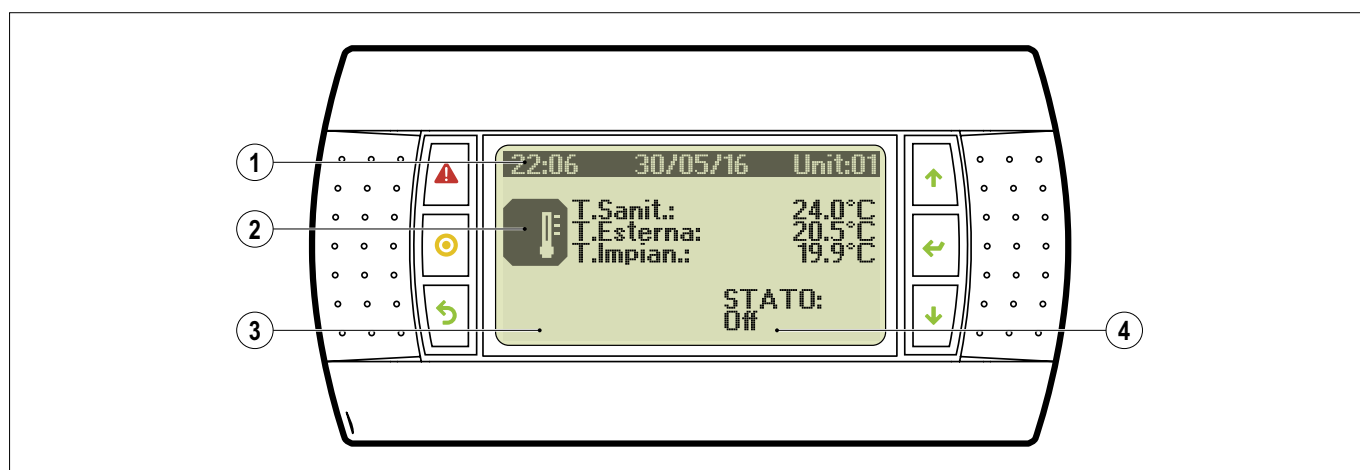 22:06 30/05/16 Unit:01
T.Sanit.: 24.0°C
T.Esterna: 20.5°C
T.Impian.: 19.9°C
STATO:
Off
1
2
3
4